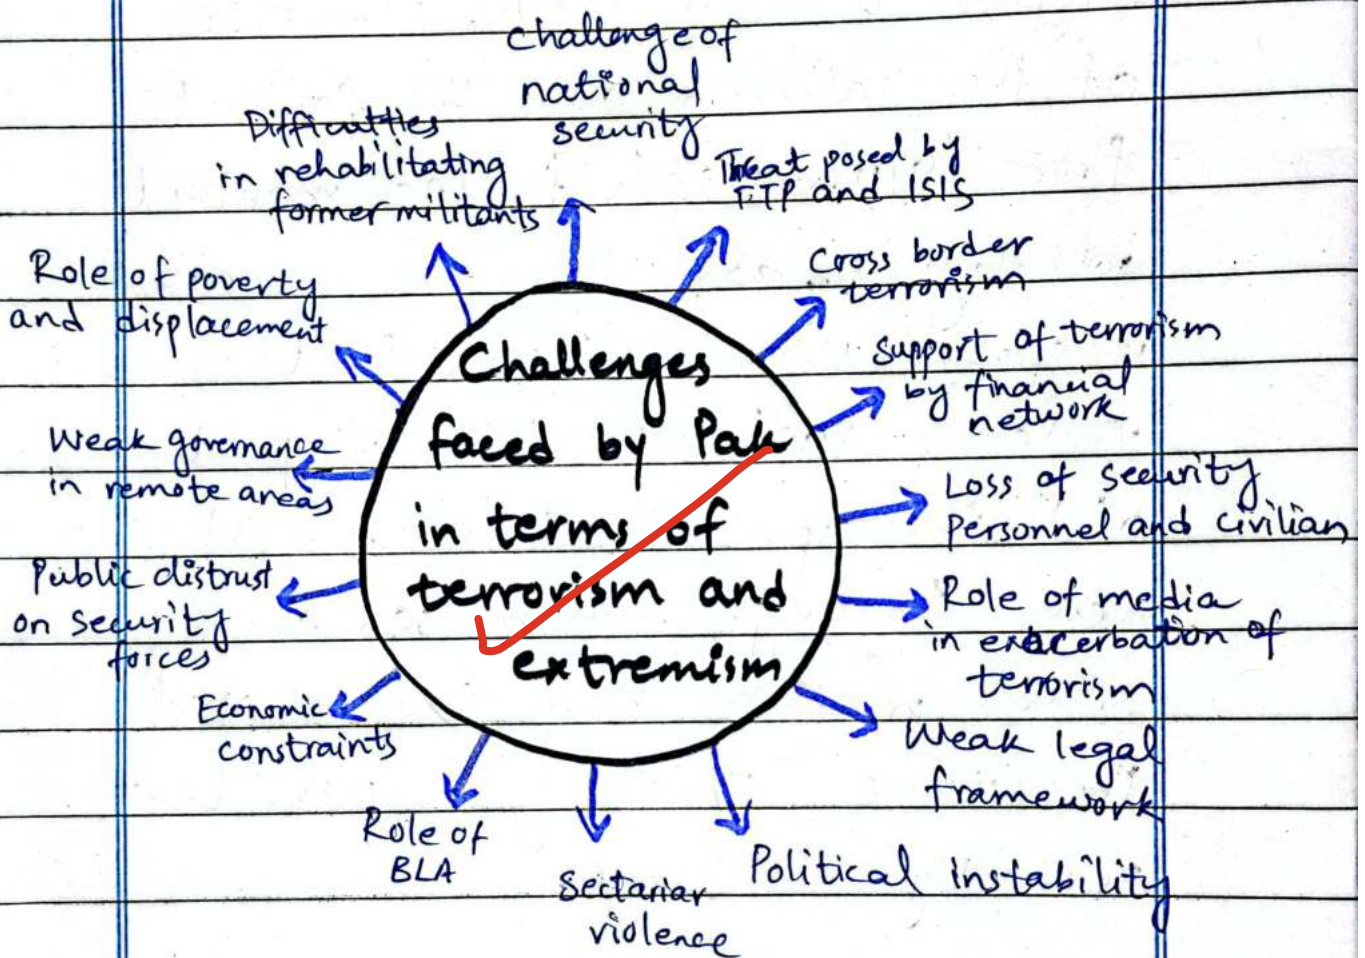 Challenge of
national
security
Difficulties
in rehabilitating
former militants
Threat posed by
TTP and ISIS
Cross border
terrorism
Role of poverty
and displacement
Support of terrorism
by financial
network
Challenges
faced by Pak
in terms of
terrorism and
extremism
Weak governance
in remote areas
Loss of security
Personnel and Civilian
Public distrust
on security
forces
Role of media
in exacerbation of
terrorism
Economic
constraints
Weak legal
framework
Role of
BLA
Sectarian
violence
Political instability